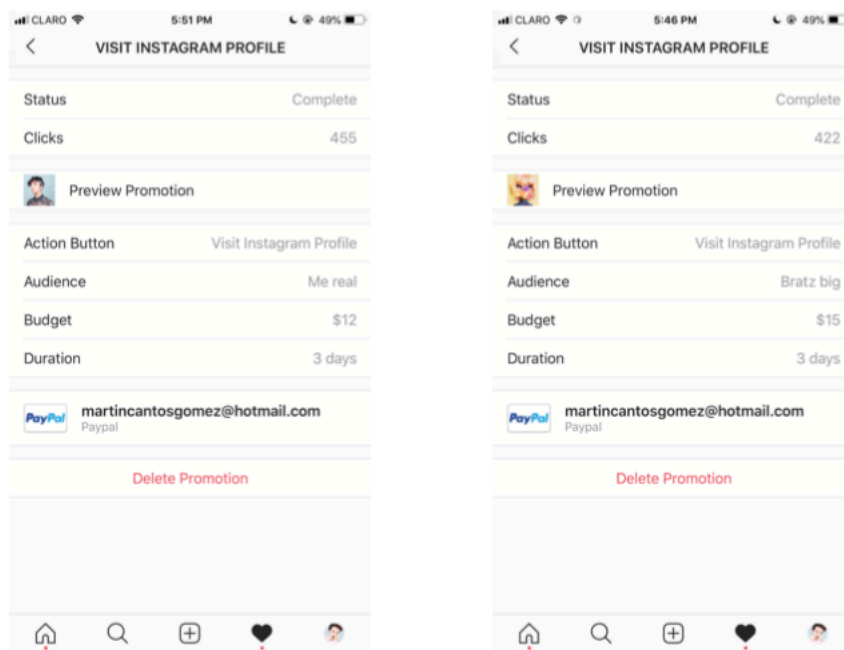 CLARO 5:51 PM 49%
VISIT INSTAGRAM PROFILE
Status Complete
Clicks 455
Preview Promotion
Action Button Visit Instagram Profile
Audience Me real
Budget $12
Duration 3 days
PayPal martincantosgomez@hotmail.com
Paypal
Delete Promotion
CLARO 5:46 PM 49%
VISIT INSTAGRAM PROFILE
Status Complete
Clicks 422
Preview Promotion
Action Button Visit Instagram Profile
Audience Bratz big
Budget $15
Duration 3 days
PayPal martincantosgomez@hotmail.com
Paypal
Delete Promotion